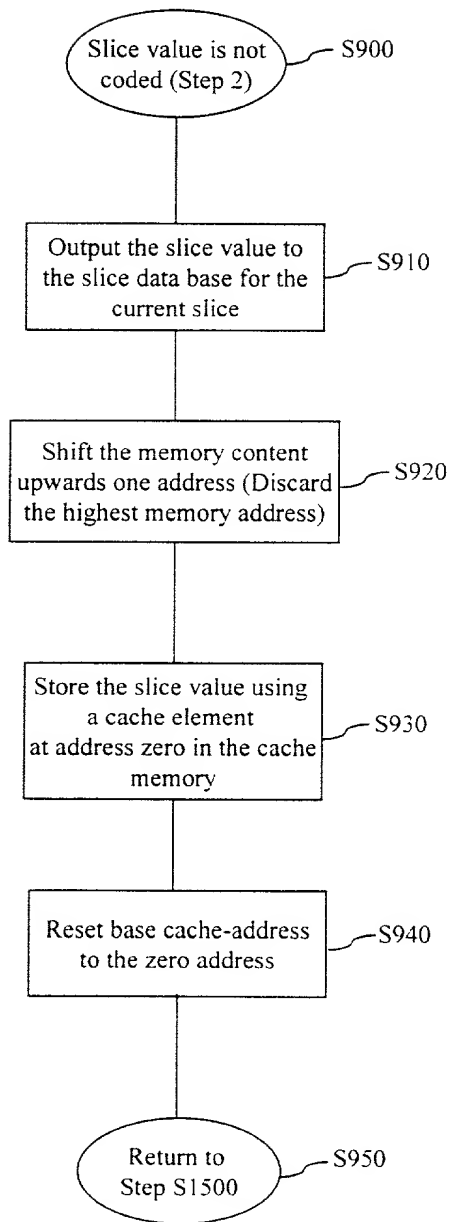 Slice value is not
coded (Step 2)
S900
Output the slice value to
the slice data base for the
current slice
S910
Shift the memory content
upwards one address (Discard
the highest memory address)
S920
Store the slice value using
a cache element
at address zero in the cache
memory
S930
Reset base cache-address
to the zero address
S940
Return to
Step S1500
S950